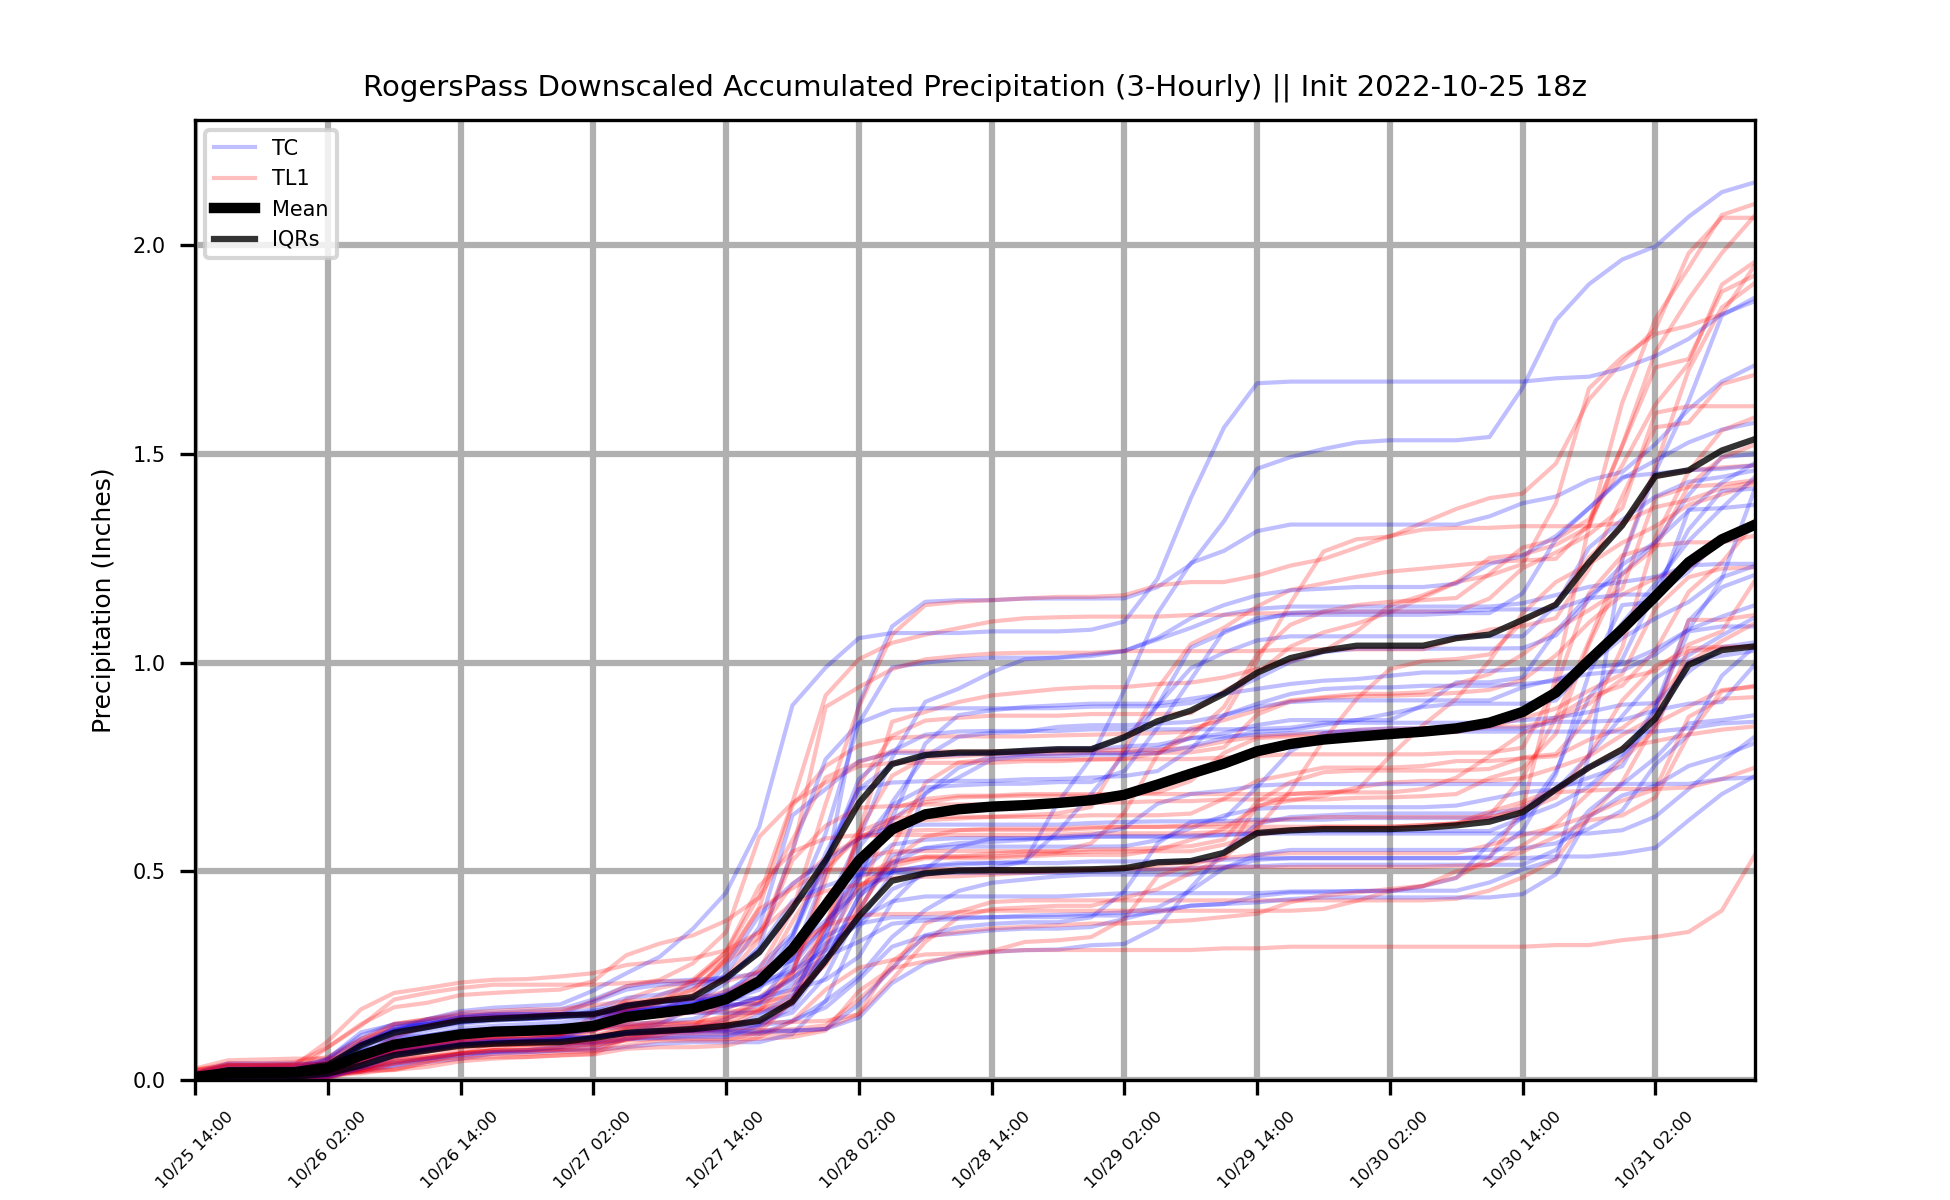 RogersPass Downscaled Accumulated Precipitation (3-Hourly) || Init 2022-10-25 18z
TC
TL1
Mean
IQRs
Precipitation (Inches)
2.0
1.5
1.0
0.5
0.0
10/25 14:00
10/26 02:00
10/26 14:00
10/27 02:00
10/27 14:00
10/28 02:00
10/28 14:00
10/29 02:00
10/29 14:00
10/30 02:00
10/30 14:00
10/31 02:00